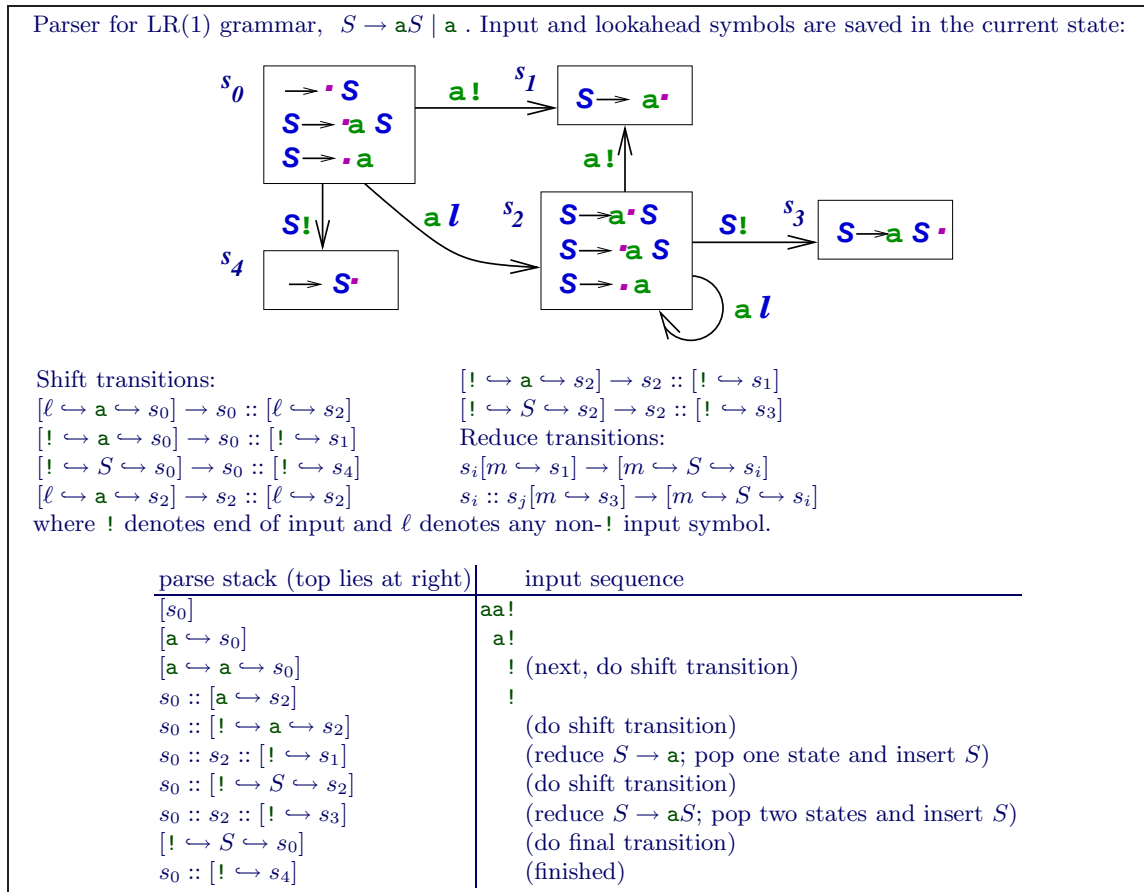 Parser for LR(1) grammar, S → aS | a . Input and lookahead symbols are saved in the current state:
s0
→ · S
S → ·a S
S → . a
a!
s1
S → a·
a!
S!
a l
s2
S → a· S
S → ·a S
S → . a
S!
s3
S → a S ·
s4
→ S·
a l
Shift transitions:
[ℓ ↪ a ↪ s0] → s0 :: [ℓ ↪ s2]
[! ↪ a ↪ s0] → s0 :: [! ↪ s1]
[! ↪ S ↪ s0] → s0 :: [! ↪ s4]
[ℓ ↪ a ↪ s2] → s2 :: [ℓ ↪ s2]
[! ↪ a ↪ s2] → s2 :: [! ↪ s1]
[! ↪ S ↪ s2] → s2 :: [! ↪ s3]
Reduce transitions:
si[m ↪ s1] → [m ↪ S ↪ si]
si :: sj[m ↪ s3] → [m ↪ S ↪ si]
where ! denotes end of input and ℓ denotes any non-! input symbol.
parse stack (top lies at right) input sequence
[s0] aa!
[a ↪ s0] a!
[a ↪ a ↪ s0] ! (next, do shift transition)
s0 :: [a ↪ s2] !
s0 :: [! ↪ a ↪ s2] (do shift transition)
s0 :: s2 :: [! ↪ s1] (reduce S → a; pop one state and insert S)
s0 :: [! ↪ S ↪ s2] (do shift transition)
s0 :: s2 :: [! ↪ s3] (reduce S → aS; pop two states and insert S)
[! ↪ S ↪ s0] (do final transition)
s0 :: [! ↪ s4] (finished)